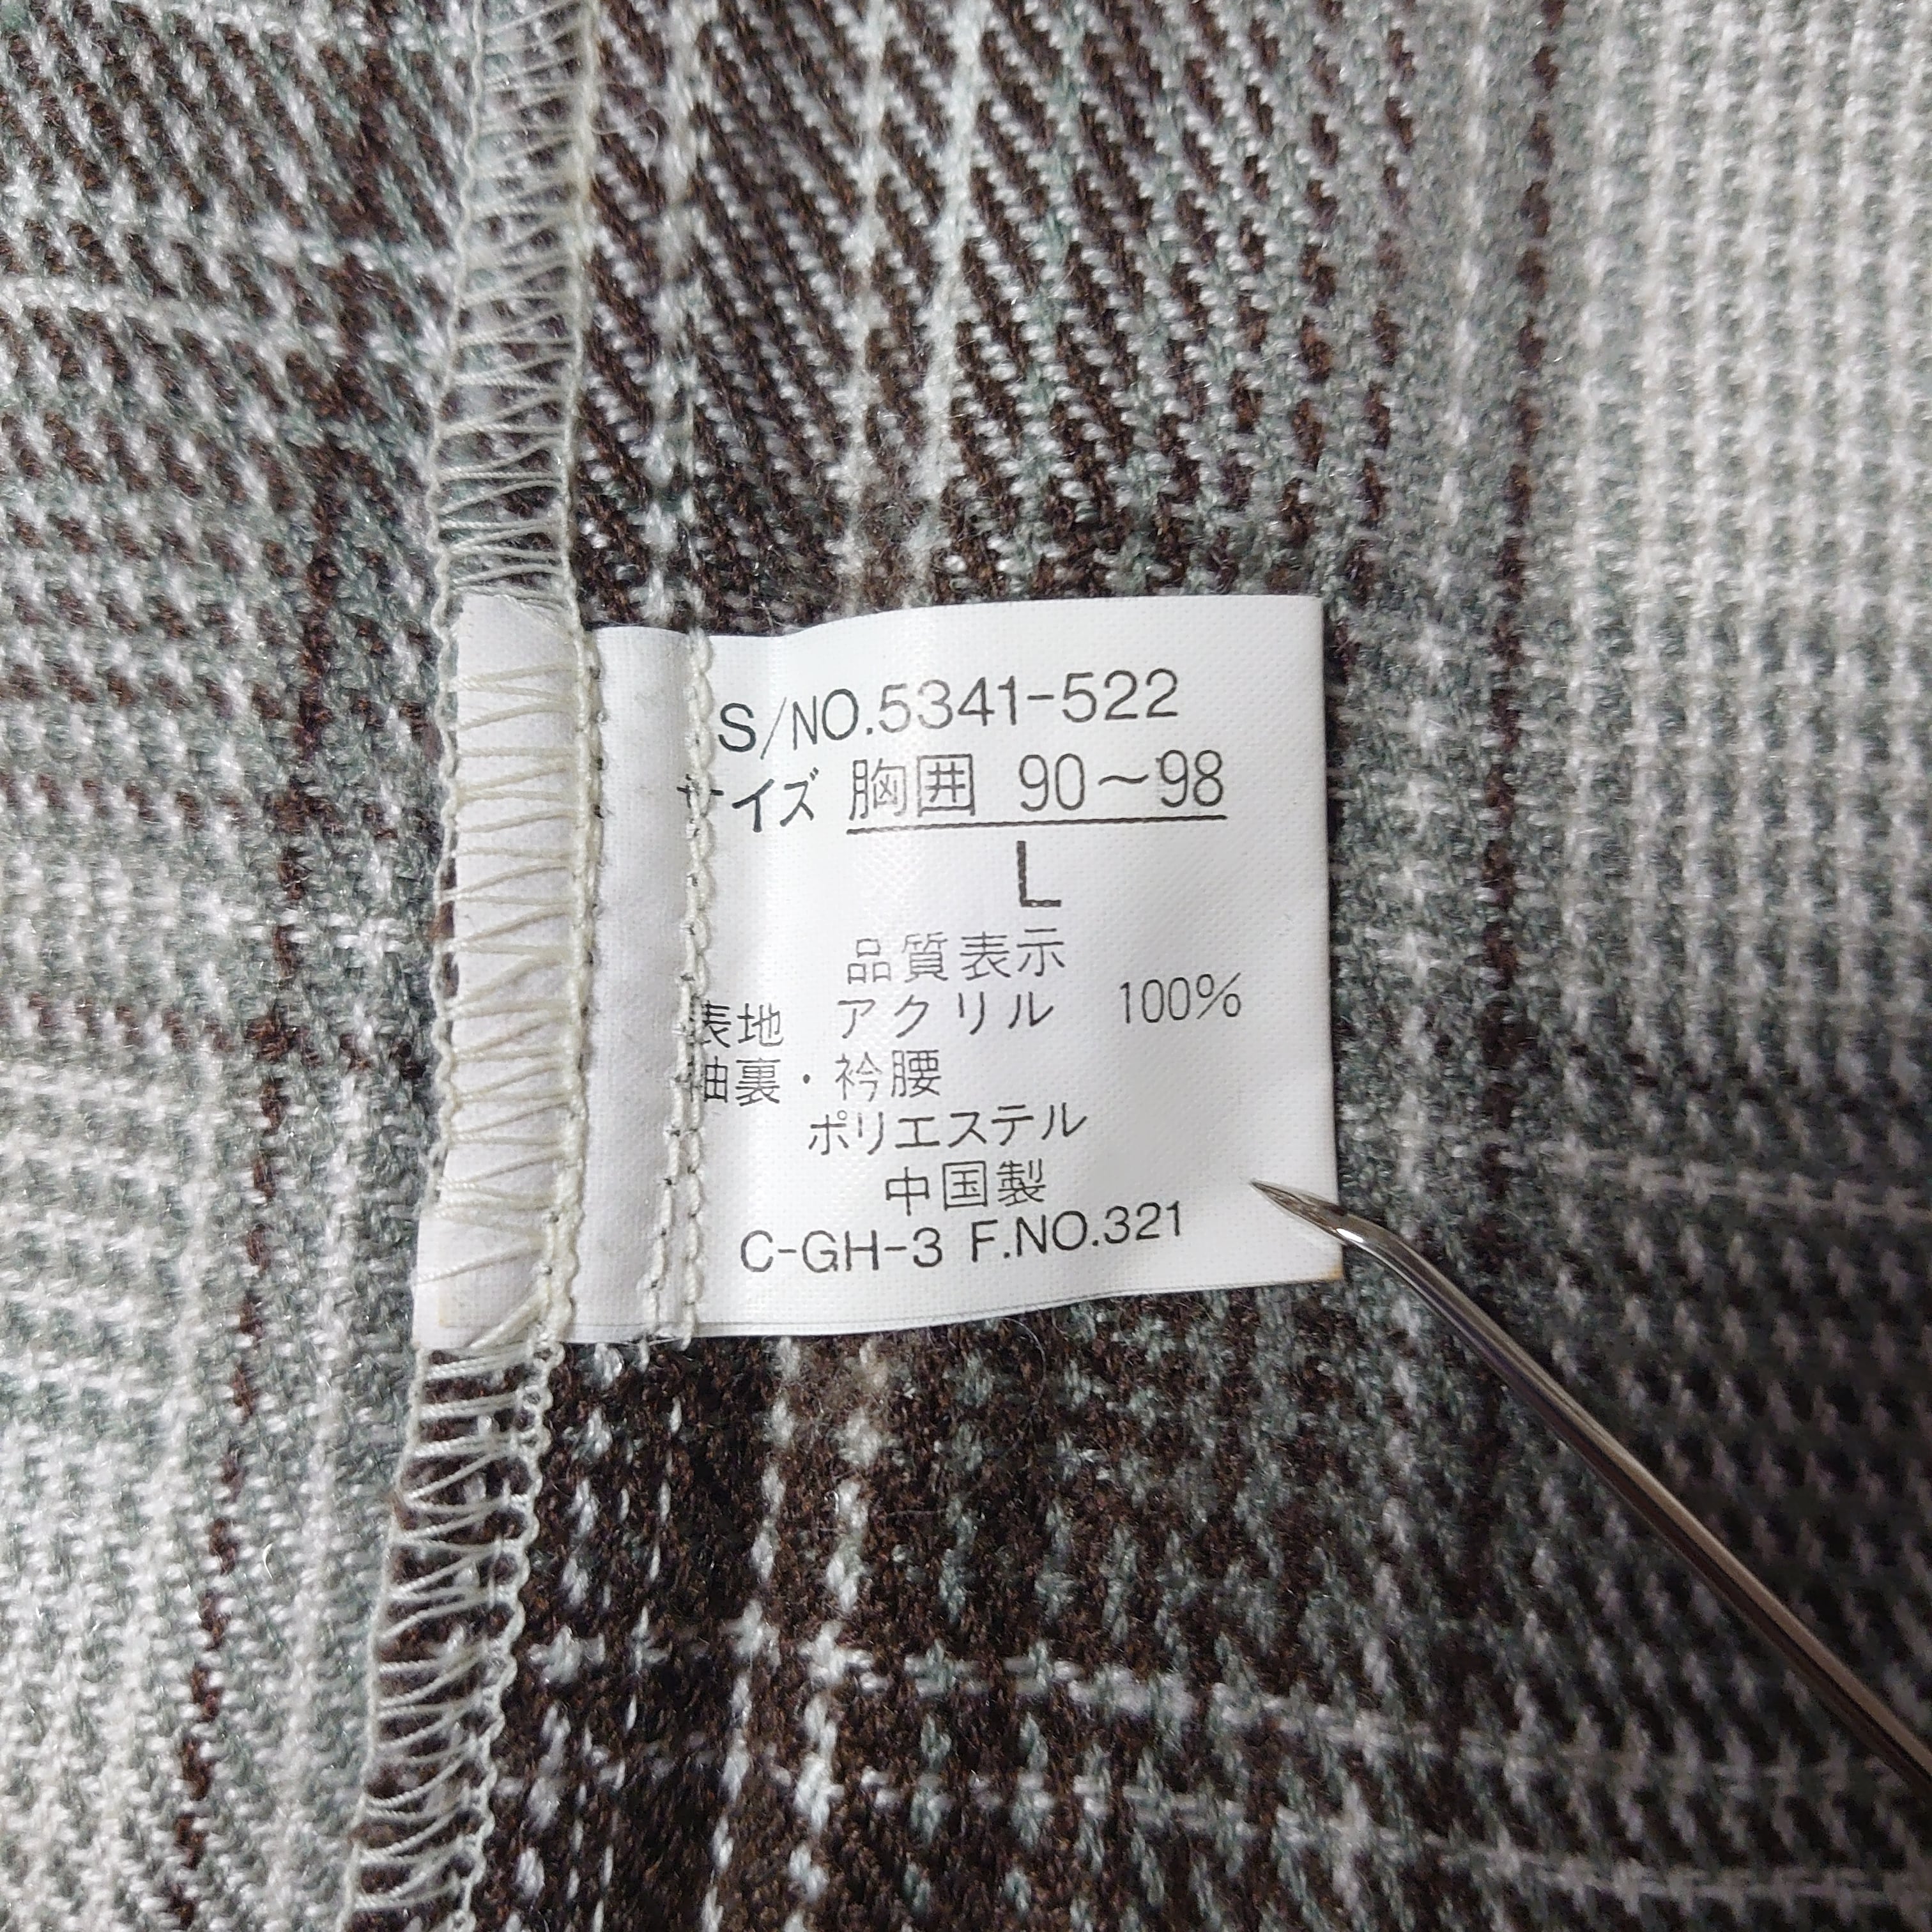 S/NO.5341-522
サイズ 胸囲 90～98
L
品質表示
表地 アクリル 100%
袖裏・衿腰
ポリエステル
中国製
C-GH-3 F.NO.321